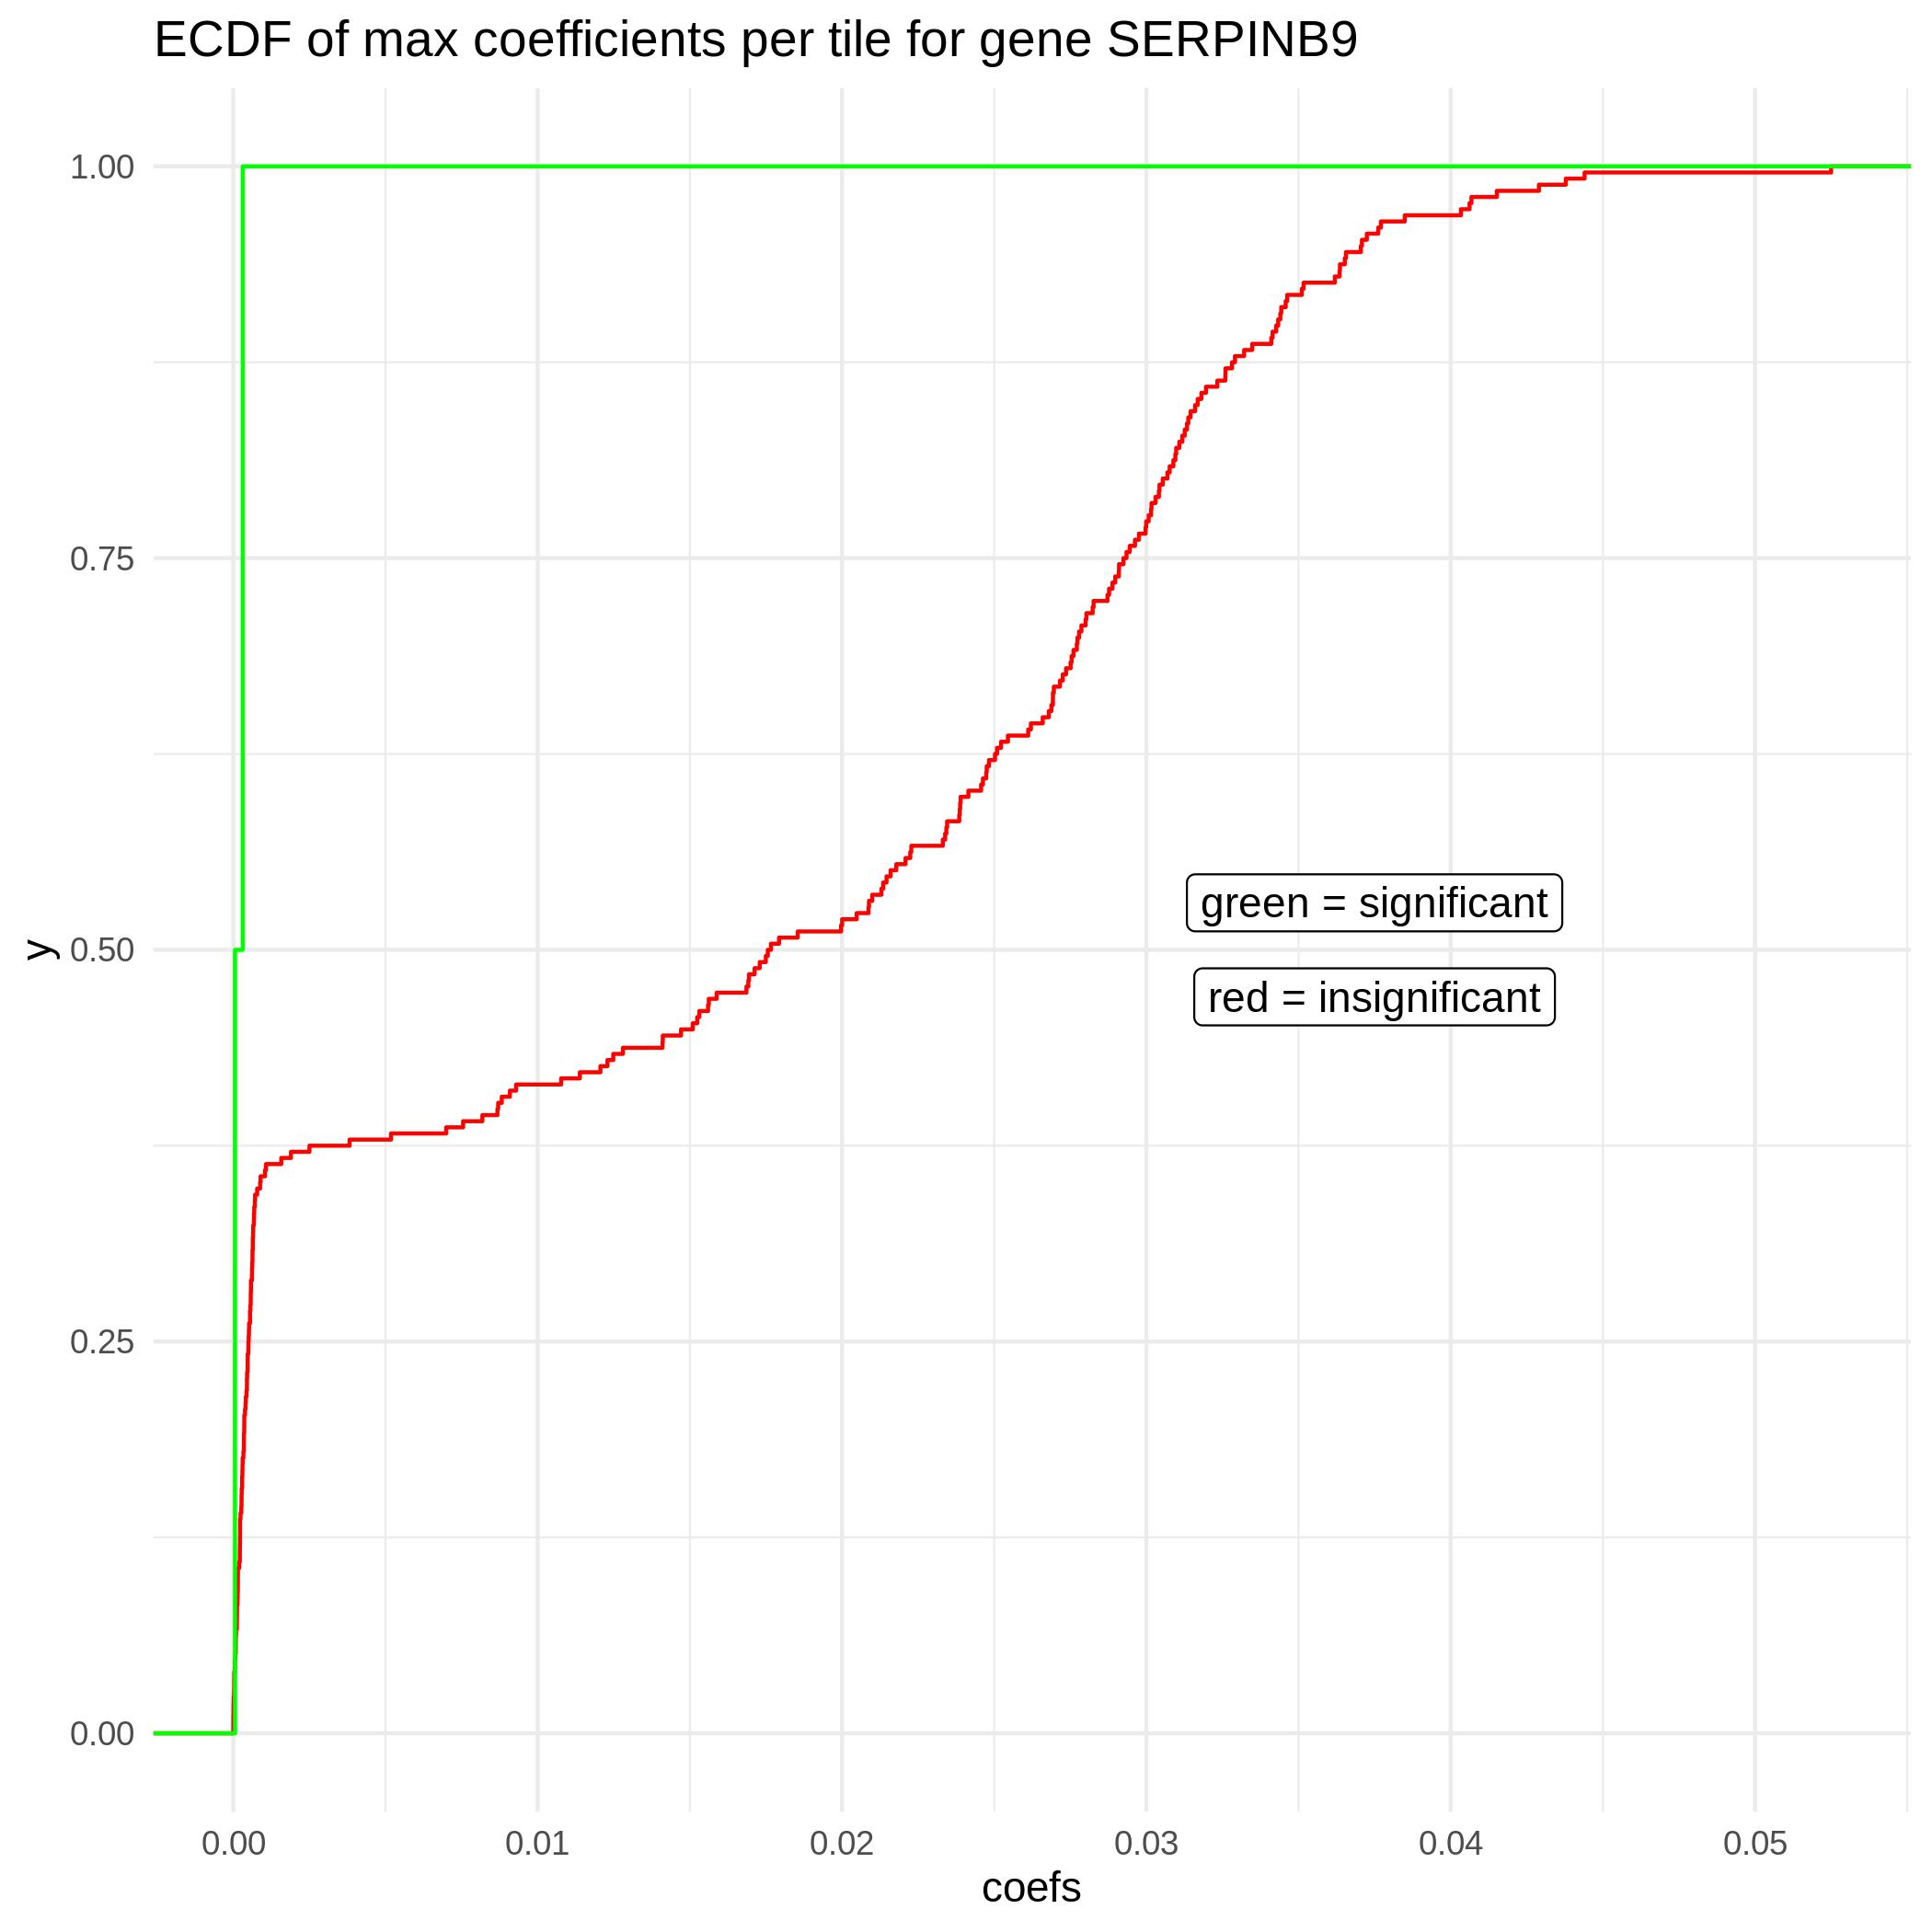 ECDF of max coefficients per tile for gene SERPINB9
1.00
0.75
0.50
0.25
0.00
y
green = significant
red = insignificant
0.00 0.01 0.02 0.03 0.04 0.05
coefs